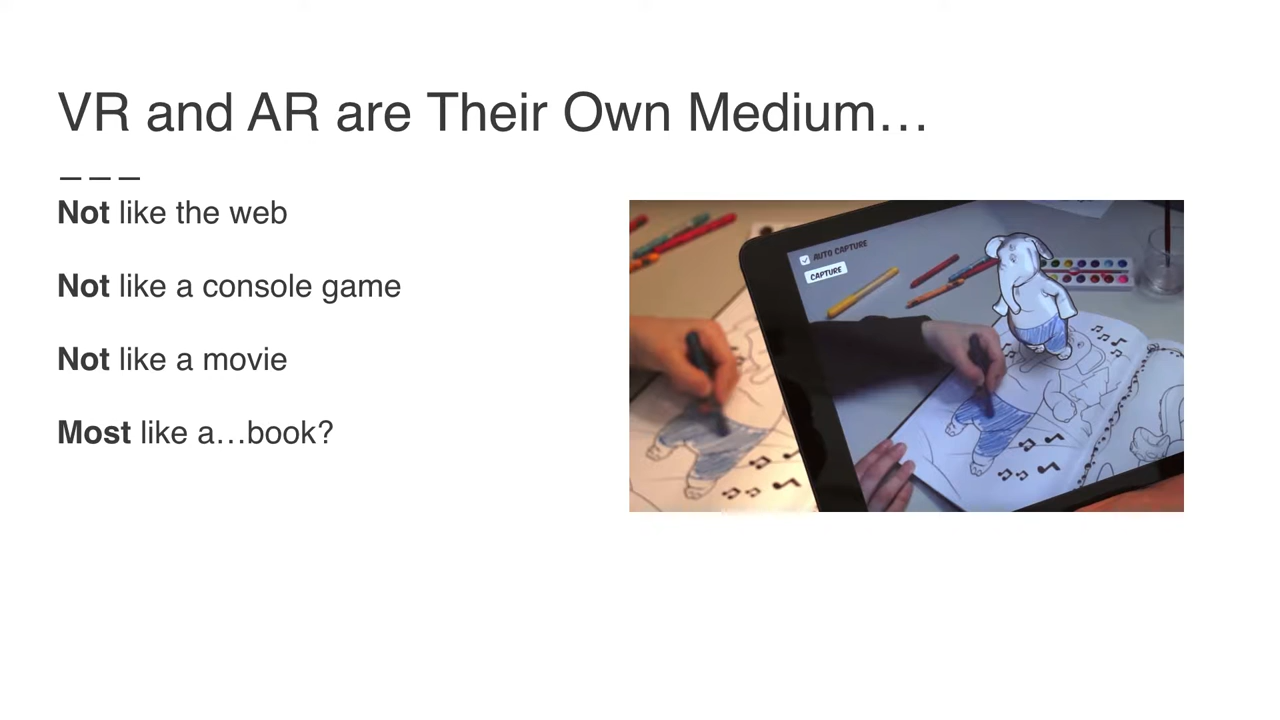 VR and AR are Their Own Medium…
Not like the web
Not like a console game
Not like a movie
Most like a…book?
AUTO CAPTURE
CAPTURE